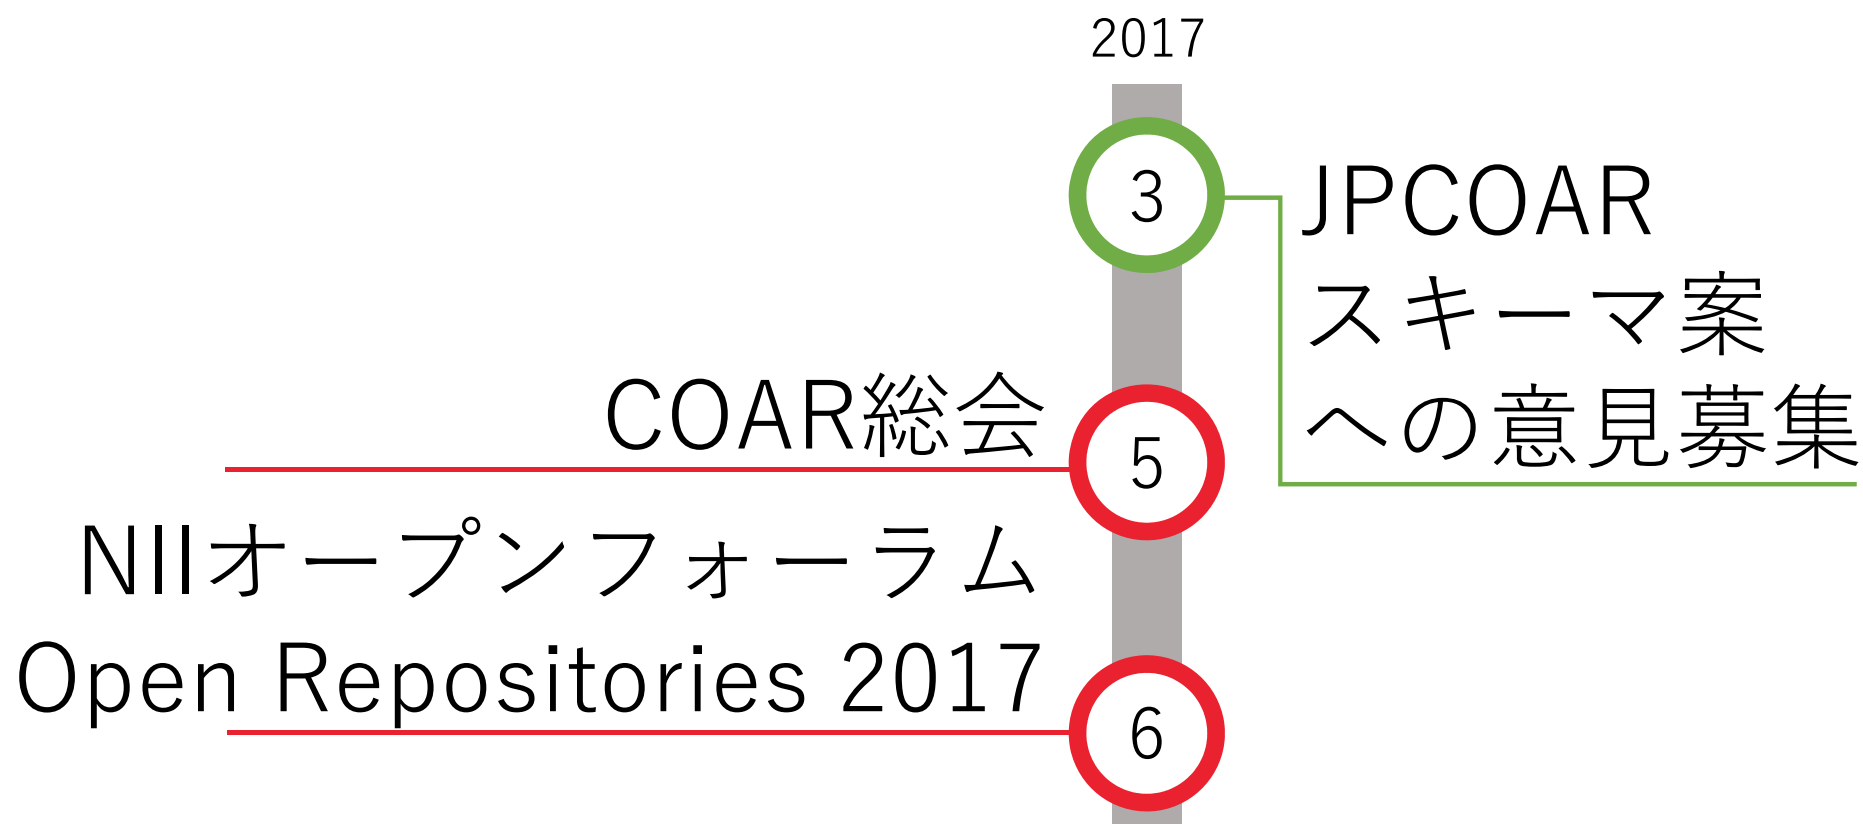 2017
3
JPCOAR
スキーマ案
への意見募集
COAR総会
5
NIIオープンフォーラム
Open Repositories 2017
6